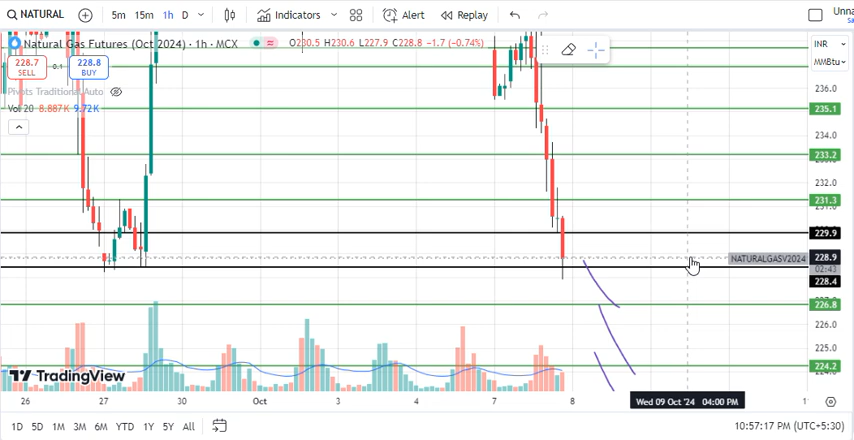 NATURAL 5m 15m 1h D Indicators Alert Replay Unna
Natural Gas Futures (Oct 2024) · 1h · MCX O230.5 H230.6 L227.9 C228.8 -1.7 (-0.74%) INR
228.7 SELL 0.1 228.8 BUY MMBtu
Pivots Traditional Auto
Vol 20 8.887K 9.72K
236.0
235.1
234.0
233.2
232.0
231.3
229.9
NATURALGASV2024 228.9
02:43
228.4
226.8
226.0
225.0
224.2
TradingView
26 27 30 Oct 3 4 7 8 Wed 09 Oct '24 04:00 PM 11
1D 5D 1M 3M 6M YTD 1Y 5Y All 10:57:17 PM (UTC+5:30)